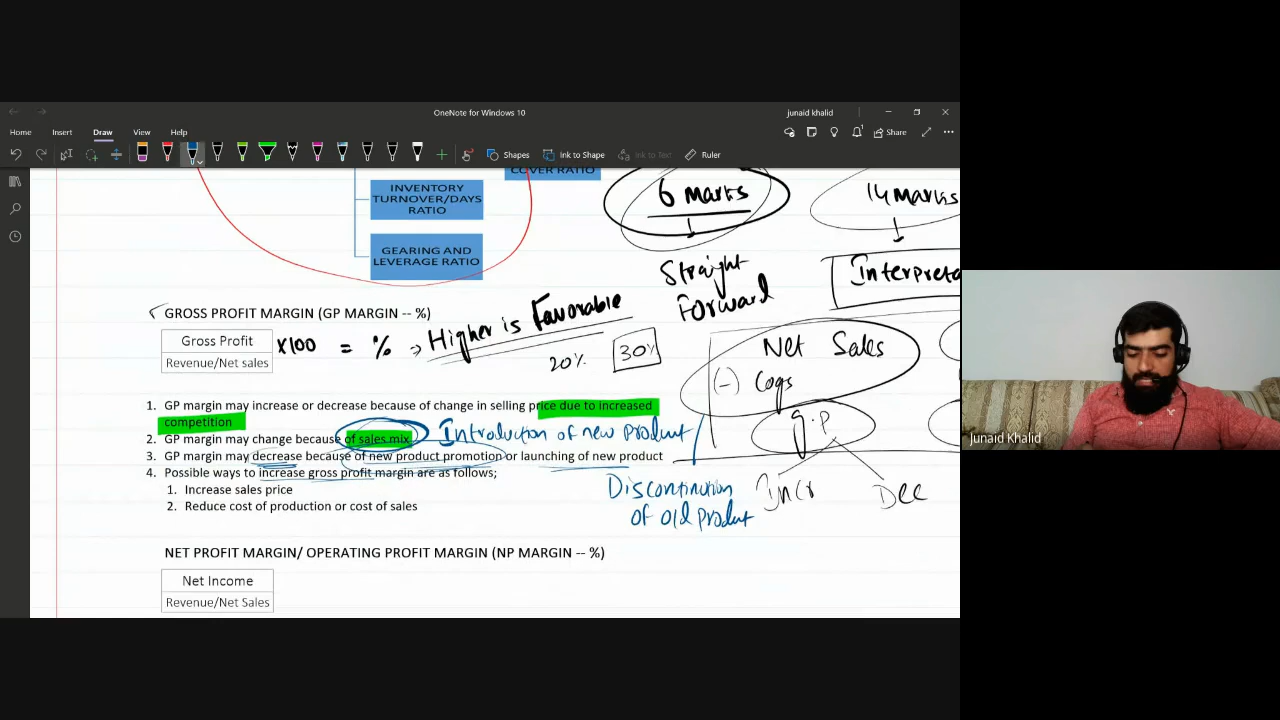 OneNote for Windows 10
junaid khalid
Home Insert Draw View Help
Share
Shapes
Ink to Shape
Ink to Text
Ruler
COVER RATIO
INVENTORY
TURNOVER/DAYS
RATIO
GEARING AND
LEVERAGE RATIO
6 marks
14 marks
Straight
Forward
GROSS PROFIT MARGIN (GP MARGIN -- %)
Gross Profit
Revenue/Net sales
x100 = % → Higher is Favorable
20% 30%
Net Sales
(-) Cogs
g.P
Incr
Dec
1. GP margin may increase or decrease because of change in selling price due to increased
competition
2. GP margin may change because of sales mix
Introduction of new product
3. GP margin may decrease because of new product promotion or launching of new product
4. Possible ways to increase gross profit margin are as follows;
1. Increase sales price
2. Reduce cost of production or cost of sales
Discontinution
of old product
NET PROFIT MARGIN/ OPERATING PROFIT MARGIN (NP MARGIN -- %)
Net Income
Revenue/Net Sales
Junaid Khalid